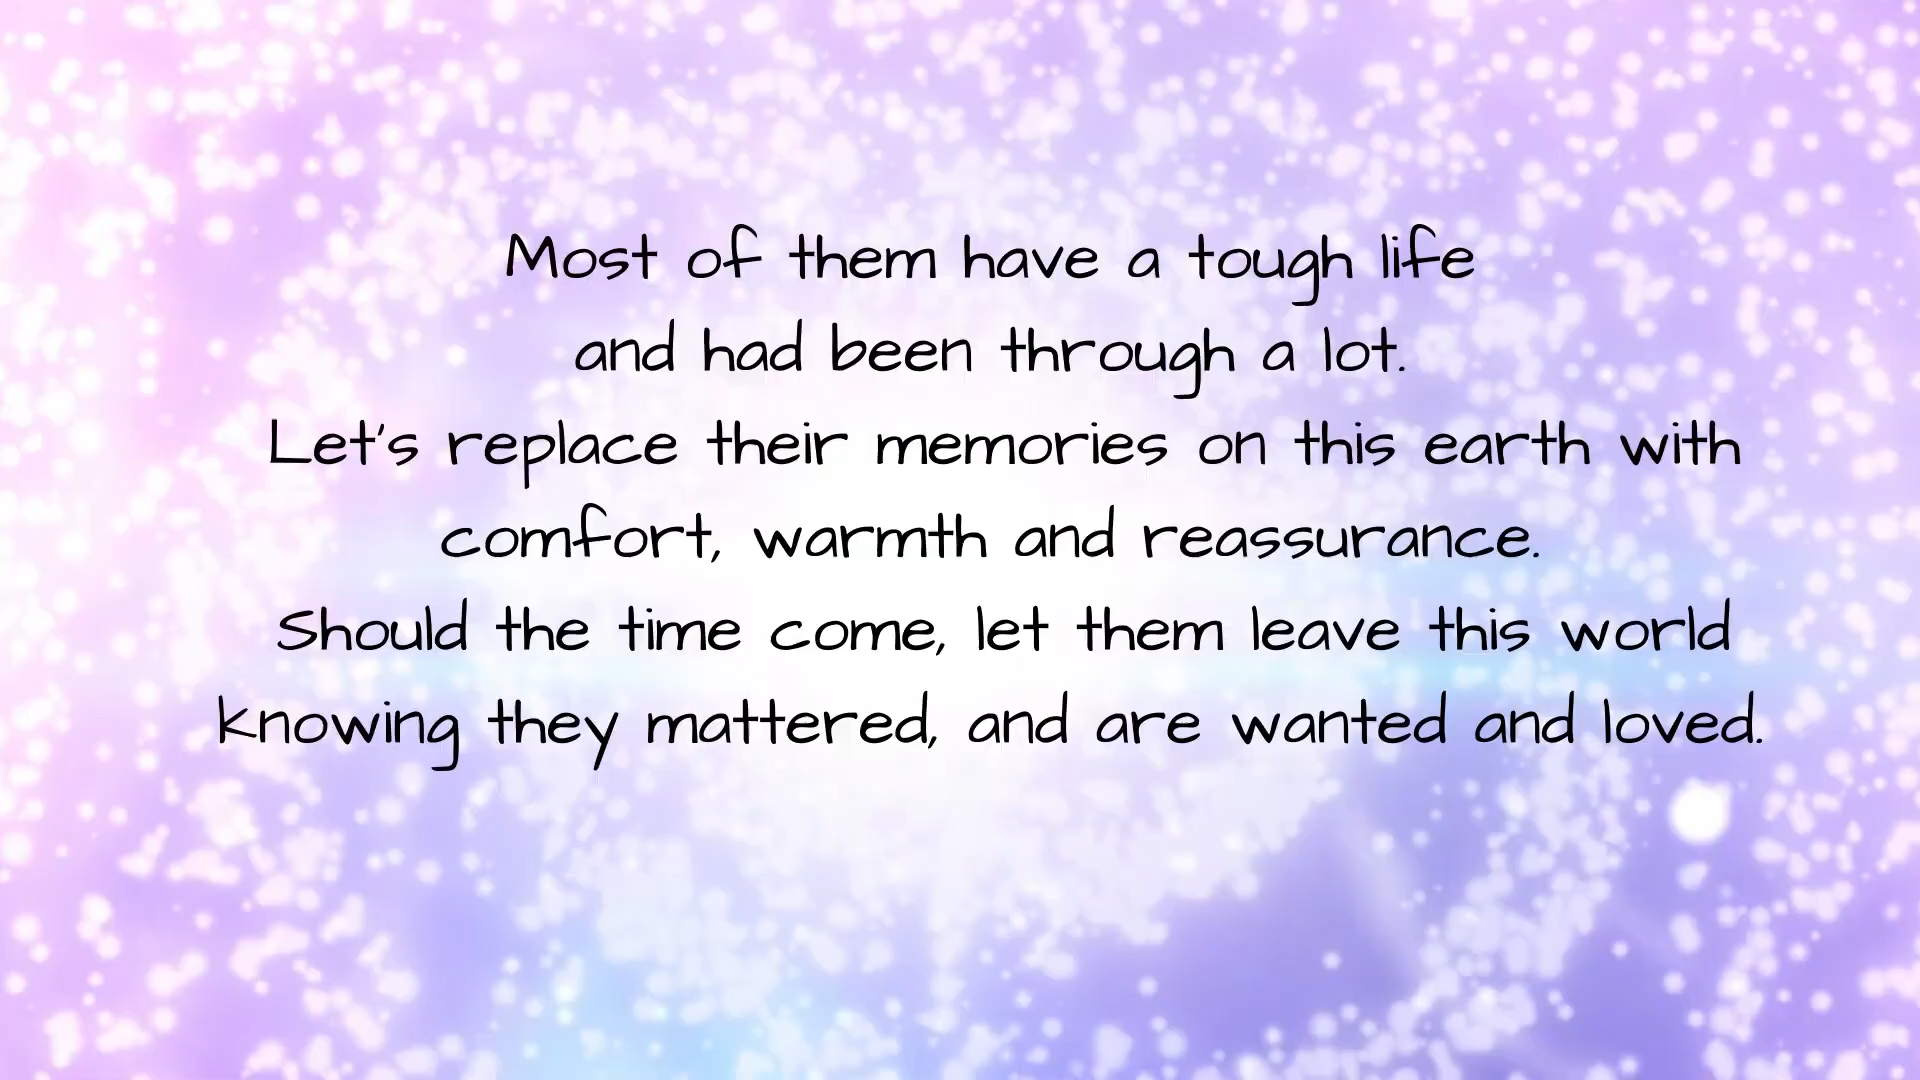 Most of them have a tough life
and had been through a lot.
Let's replace their memories on this earth with
comfort, warmth and reassurance.
Should the time come, let them leave this world
knowing they mattered, and are wanted and loved.